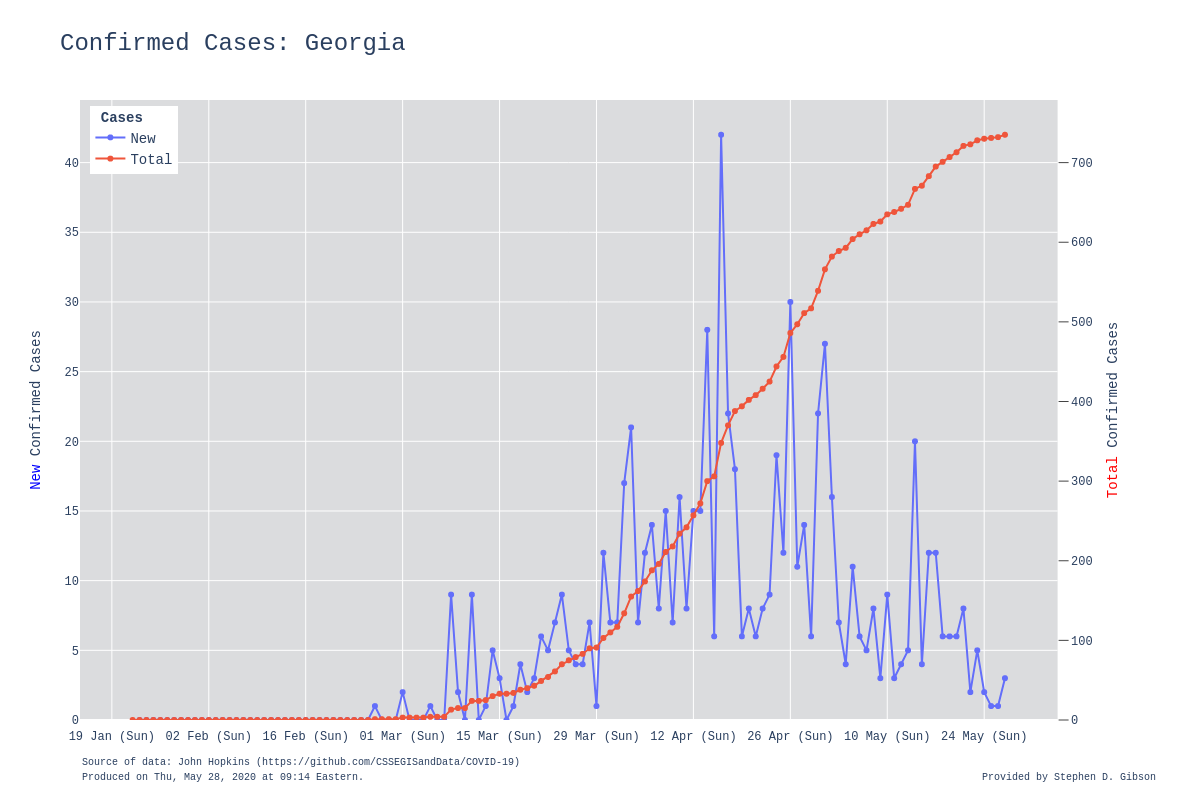 Confirmed Cases: Georgia
Cases
New
Total
40
35
30
25
20
15
10
5
0
New Confirmed Cases
700
600
500
400
300
200
100
0
Total Confirmed Cases
19 Jan (Sun) 02 Feb (Sun) 16 Feb (Sun) 01 Mar (Sun) 15 Mar (Sun) 29 Mar (Sun) 12 Apr (Sun) 26 Apr (Sun) 10 May (Sun) 24 May (Sun)
Source of data: John Hopkins (https://github.com/CSSEGISandData/COVID-19)
Produced on Thu, May 28, 2020 at 09:14 Eastern.
Provided by Stephen D. Gibson